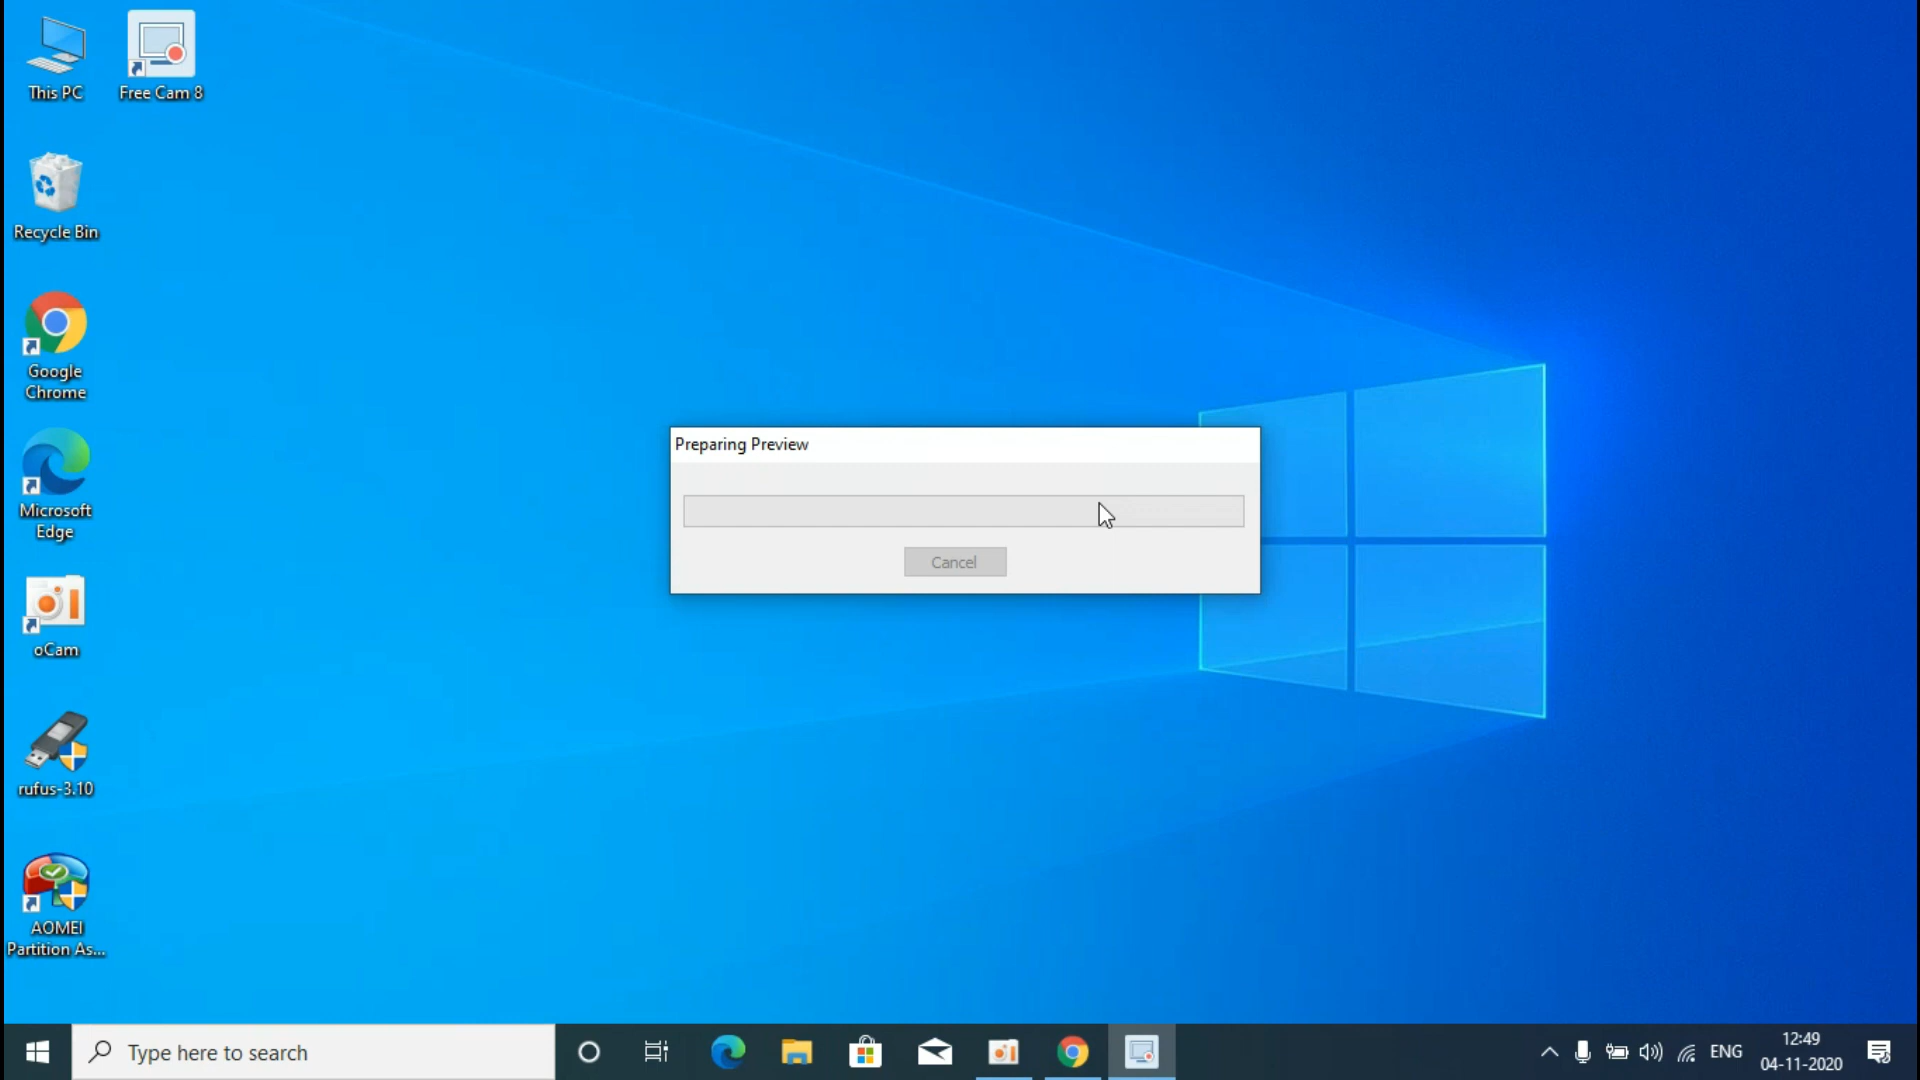 This PC
Free Cam 8
Recycle Bin
Google
Chrome
Microsoft
Edge
oCam
rufus-3.10
AOMEI
Partition As...
Preparing Preview
Cancel
Type here to search
ENG
12:49
04-11-2020